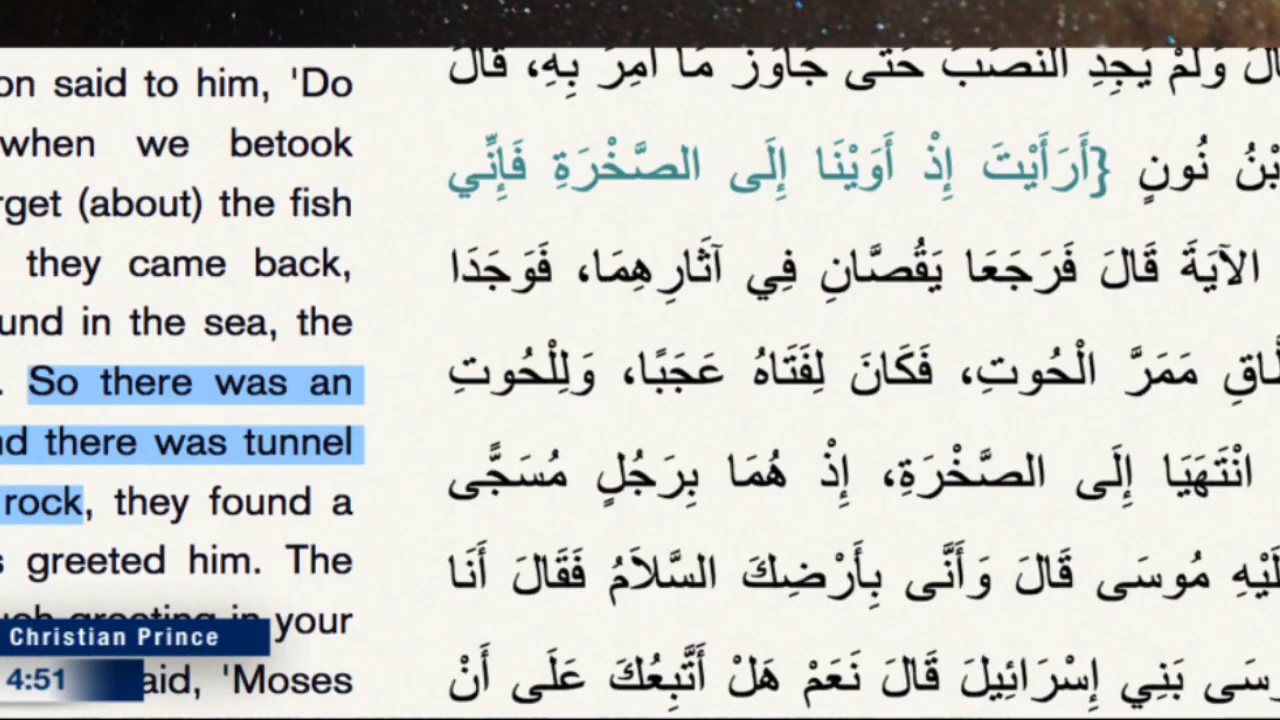 on said to him, 'Do
when we betook
rget (about) the fish
they came back,
und in the sea, the
. So there was an
nd there was tunnel
rock, they found a
s greeted him. The
such greeting in your
aid, 'Moses
قَالَ وَلَمْ يَجِدِ النَّصَبَ حَتَّى جَاوَزَ مَا أُمِرَ بِهِ، قَالَ
بْنُ نُونٍ {أَرَأَيْتَ إِذْ أَوَيْنَا إِلَى الصَّخْرَةِ فَإِنِّي
الآيَةَ قَالَ فَرَجَعَا يَقُصَّانِ فِي آثَارِهِمَا، فَوَجَدَا
مَمَرَّ الْحُوتِ، فَكَانَ لِفَتَاهُ عَجَبًا، وَلِلْحُوتِ
انْتَهَيَا إِلَى الصَّخْرَةِ، إِذْ هُمَا بِرَجُلٍ مُسَجًّى
عَلَيْهِ مُوسَى قَالَ وَأَنَّى بِأَرْضِكَ السَّلاَمُ فَقَالَ أَنَا
مُوسَى بَنِي إِسْرَائِيلَ قَالَ نَعَمْ هَلْ أَتَّبِعُكَ عَلَى أَنْ
Christian Prince
4:51